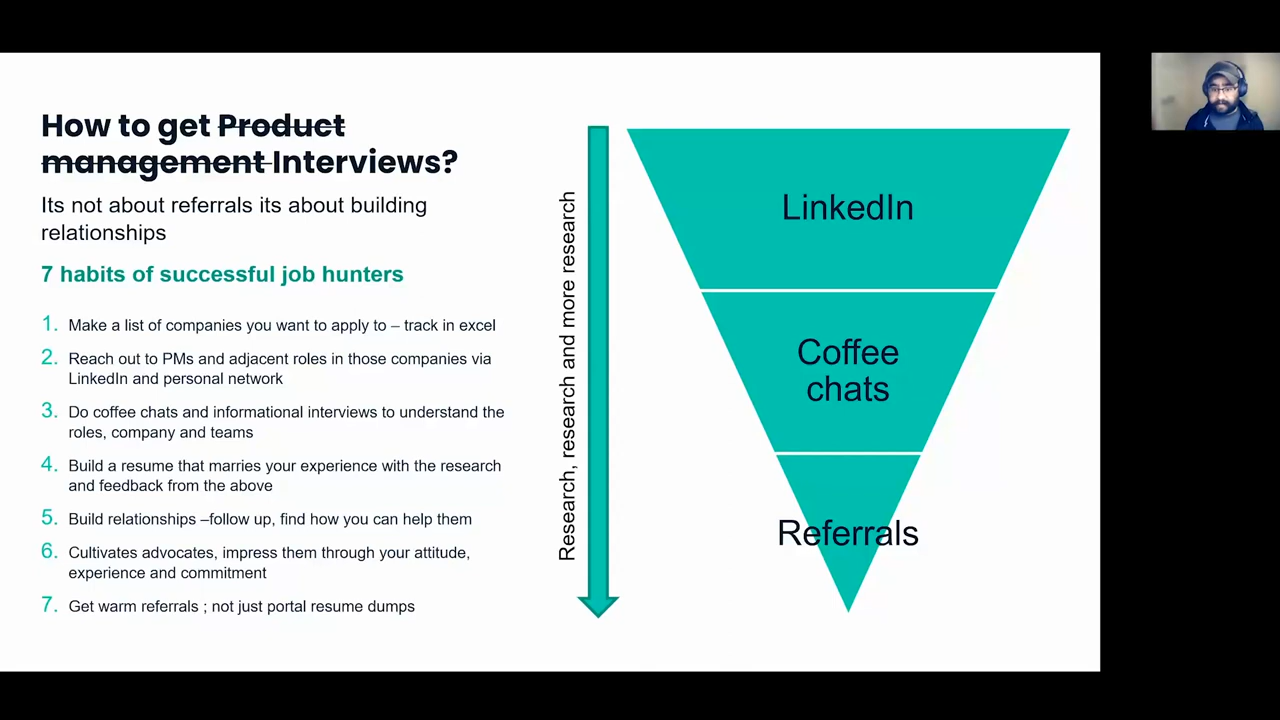 How to get Product
management Interviews?
Its not about referrals its about building
relationships
7 habits of successful job hunters
1. Make a list of companies you want to apply to – track in excel
2. Reach out to PMs and adjacent roles in those companies via
LinkedIn and personal network
3. Do coffee chats and informational interviews to understand the
roles, company and teams
4. Build a resume that marries your experience with the research
and feedback from the above
5. Build relationships –follow up, find how you can help them
6. Cultivates advocates, impress them through your attitude,
experience and commitment
7. Get warm referrals ; not just portal resume dumps
Research, research and more research
LinkedIn
Coffee
chats
Referrals